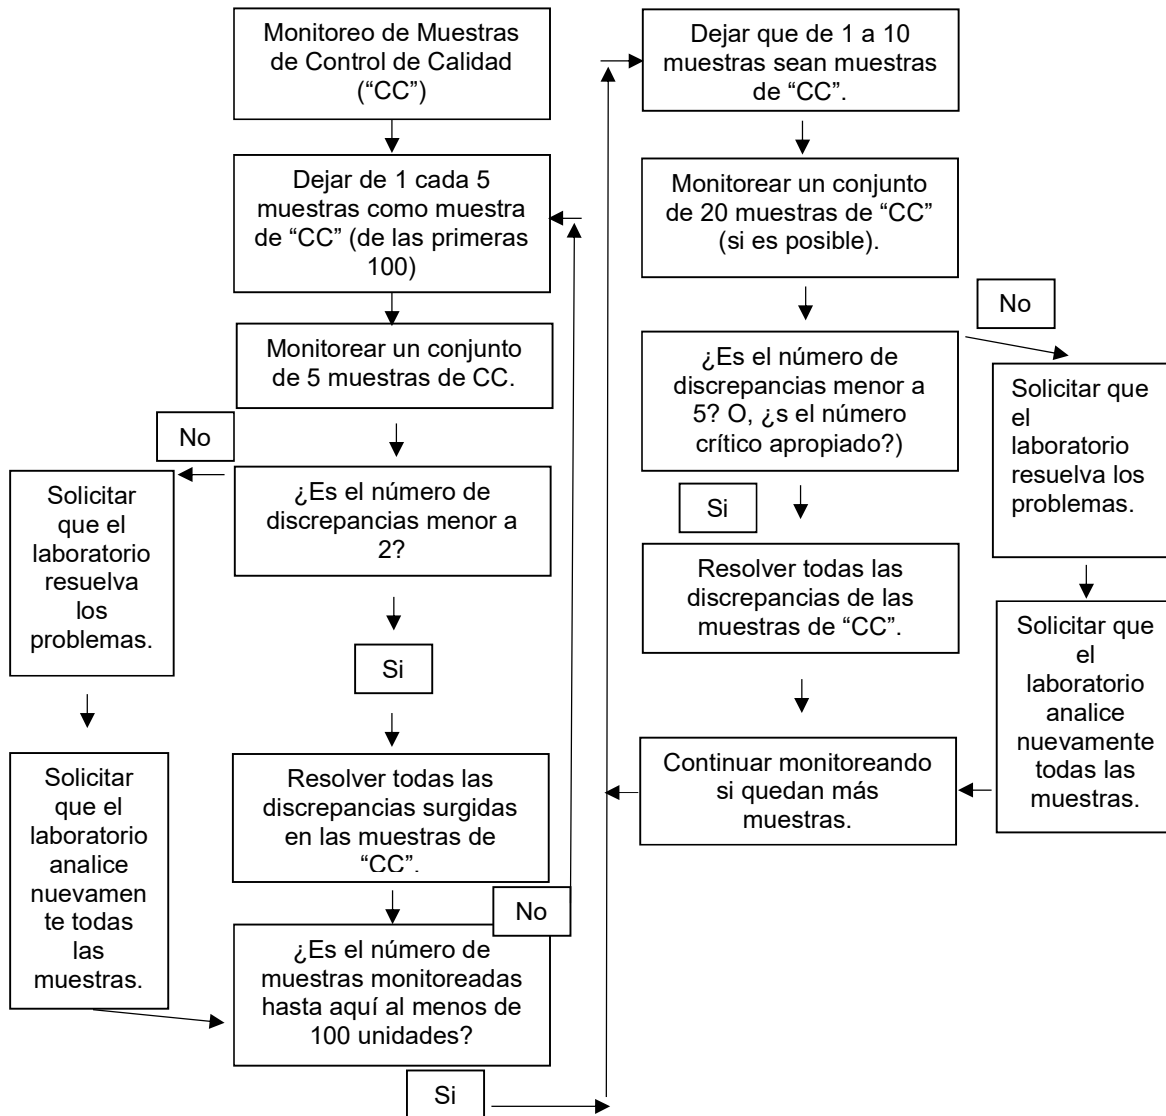 Monitoreo de Muestras
de Control de Calidad
(“CC”)
Dejar de 1 cada 5
muestras como muestra
de “CC” (de las primeras
100)
Monitorear un conjunto
de 5 muestras de CC.
No
¿Es el número de
discrepancias menor a
2?
Solicitar
que el
laboratorio
resuelva
los
problemas.
Si
Solicitar
que el
laboratorio
analice
nuevamen
te todas
las
muestras.
Resolver todas las
discrepancias surgidas
en las muestras de
“CC”.
No
¿Es el número de
muestras monitoreadas
hasta aquí al menos de
100 unidades?
Si
Dejar que de 1 a 10
muestras sean muestras
de “CC”.
Monitorear un conjunto
de 20 muestras de “CC”
(si es posible).
No
¿Es el número de
discrepancias menor a
5? O, ¿s el número
crítico apropiado?)
Solicitar que
el
laboratorio
resuelva los
problemas.
Si
Resolver todas las
discrepancias de las
muestras de “CC”.
Solicitar que
el
laboratorio
analice
nuevamente
todas las
muestras.
Continuar monitoreando
si quedan más
muestras.